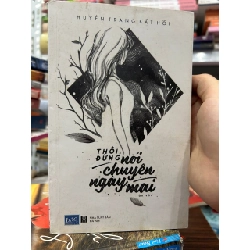 HUYỀN TRANG BẤT HỐI
THÔI
ĐỪNG nói
chuyện
ngày mai